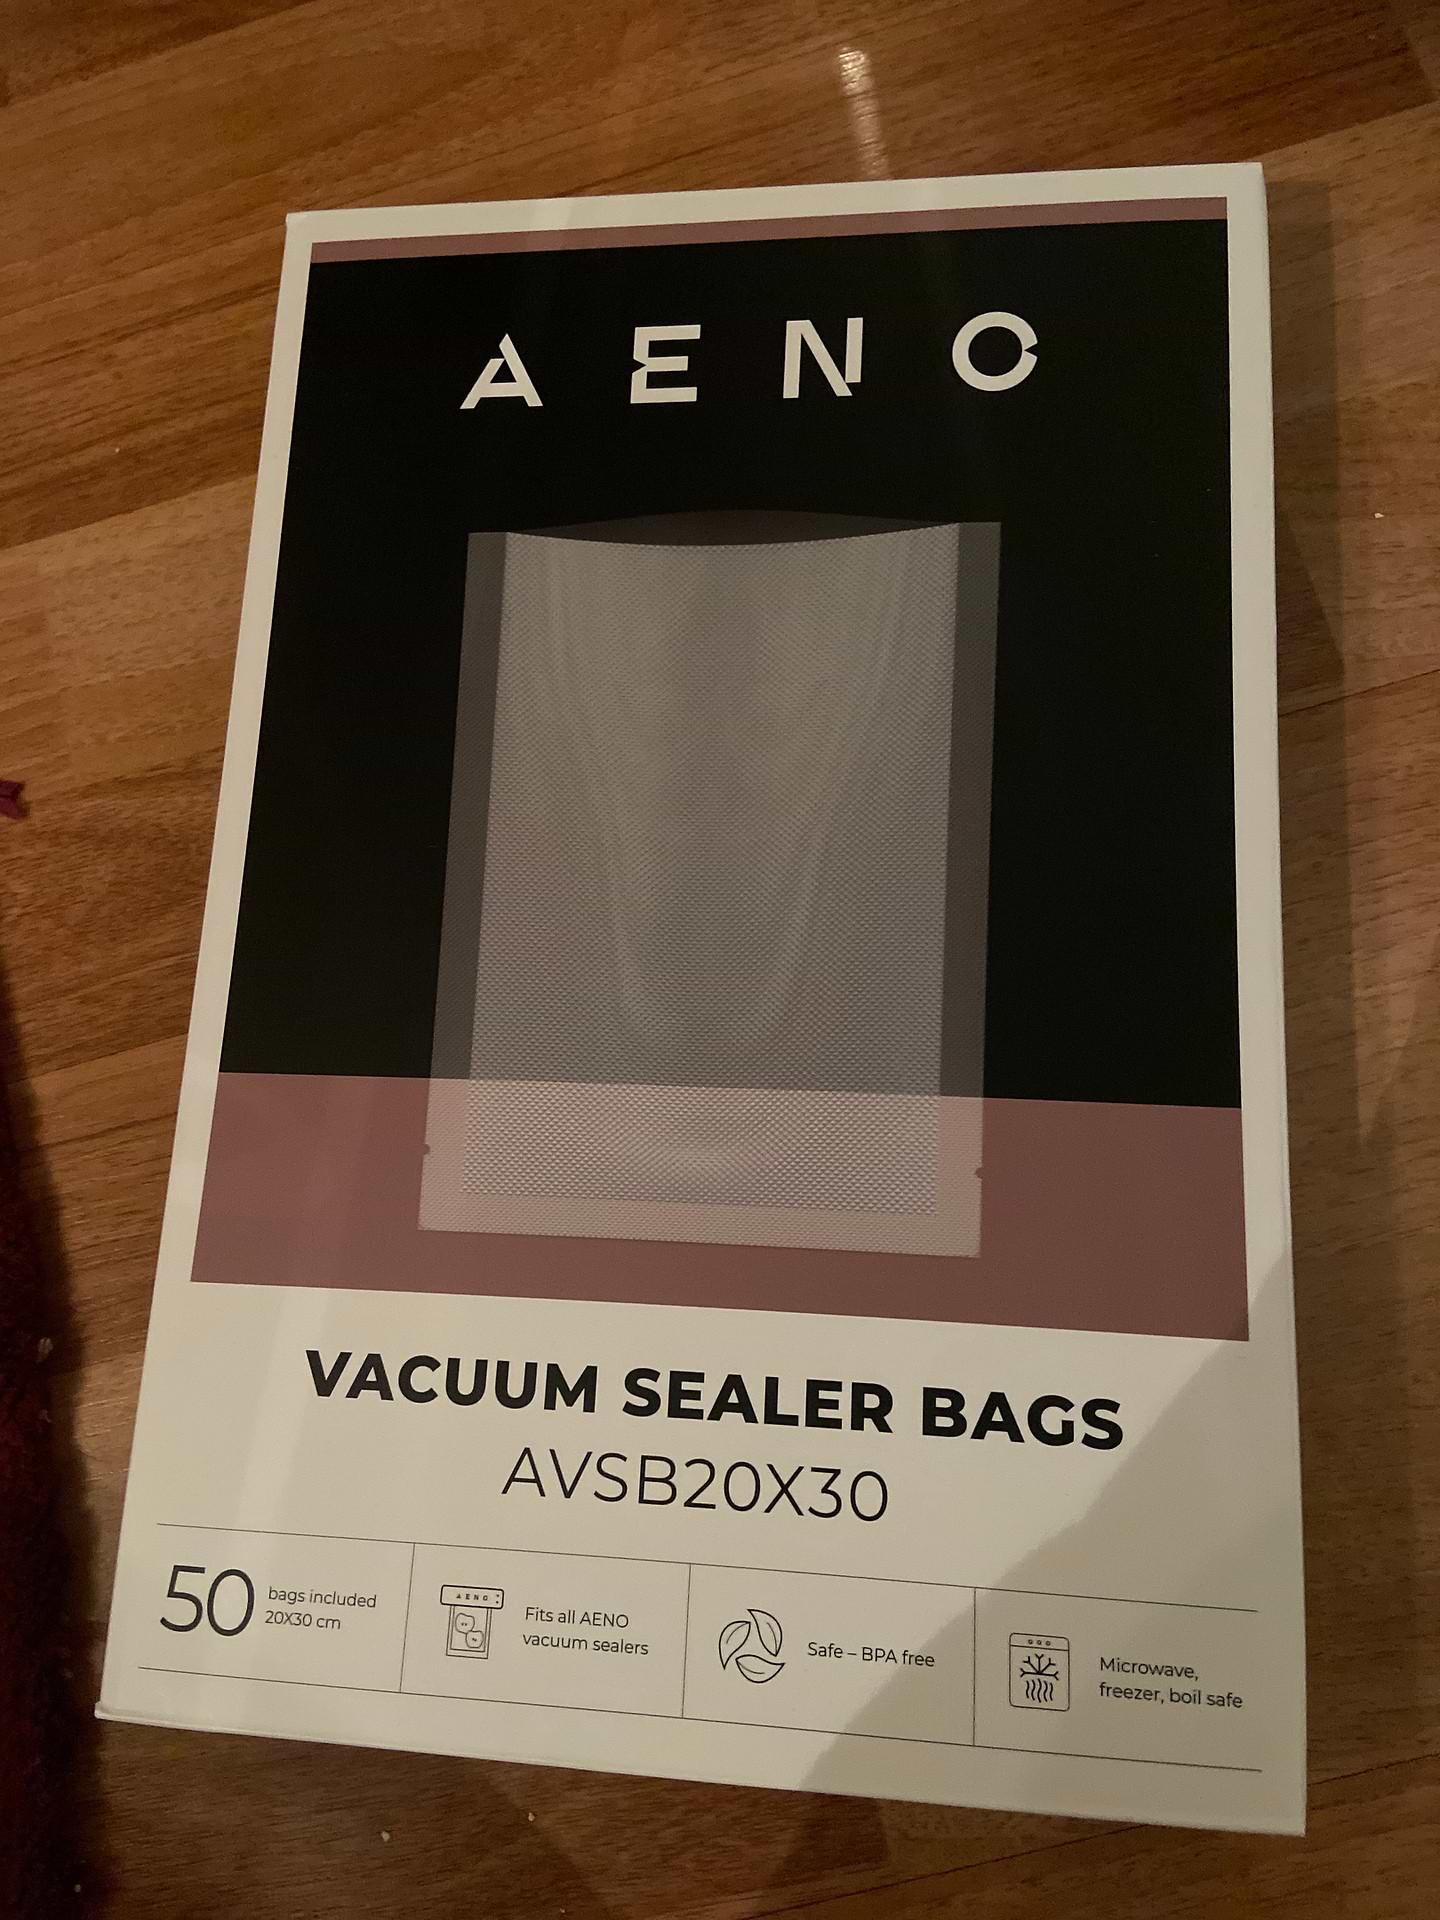 AENO
VACUUM SEALER BAGS
AVSB20X30
50
bags included
20X30 cm
AENO
Fits all AENO
vacuum sealers
Safe – BPA free
Microwave,
freezer, boil safe